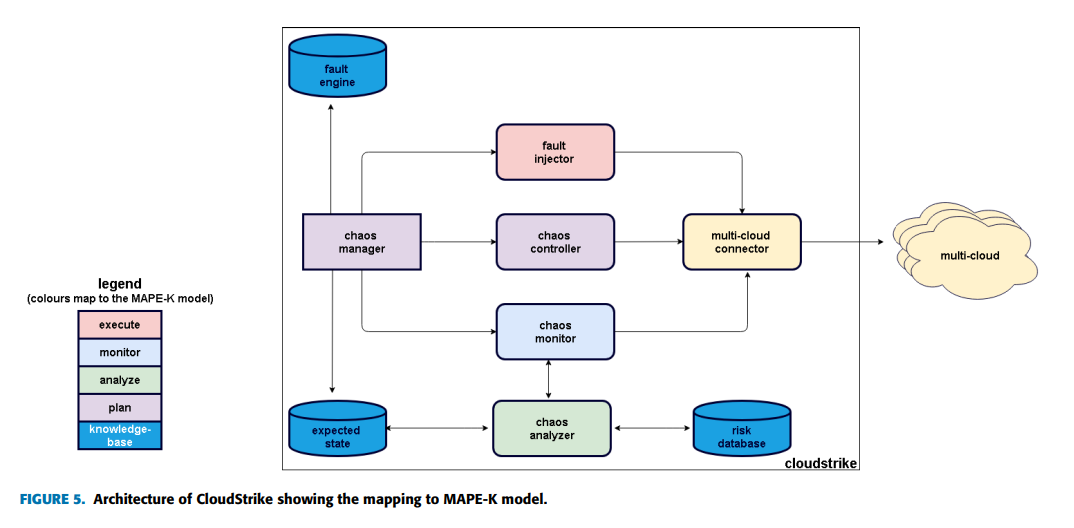 fault
engine
fault
injector
chaos
manager
chaos
controller
multi-cloud
connector
multi-cloud
legend
(colours map to the MAPE-K model)
execute
monitor
analyze
plan
knowledge-
base
chaos
monitor
expected
state
chaos
analyzer
risk
database
cloudstrike
FIGURE 5. Architecture of CloudStrike showing the mapping to MAPE-K model.